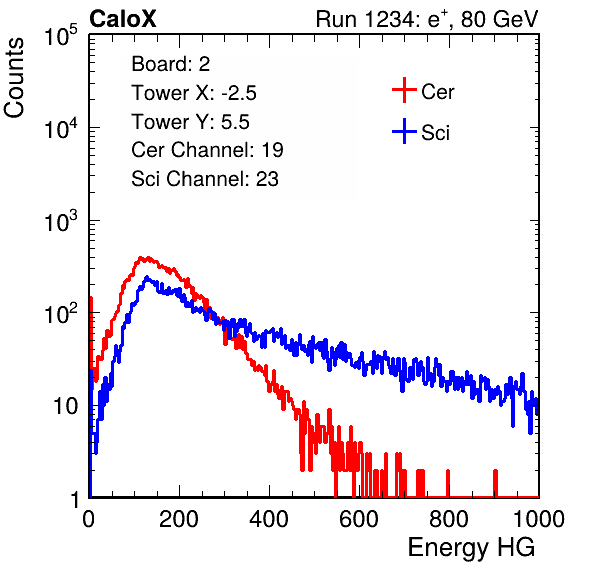 CaloX Run 1234: e⁺, 80 GeV
Counts
Board: 2
Tower X: -2.5
Tower Y: 5.5
Cer Channel: 19
Sci Channel: 23
Cer
Sci
10⁵
10⁴
10³
10²
10
1
0 200 400 600 800 1000
Energy HG